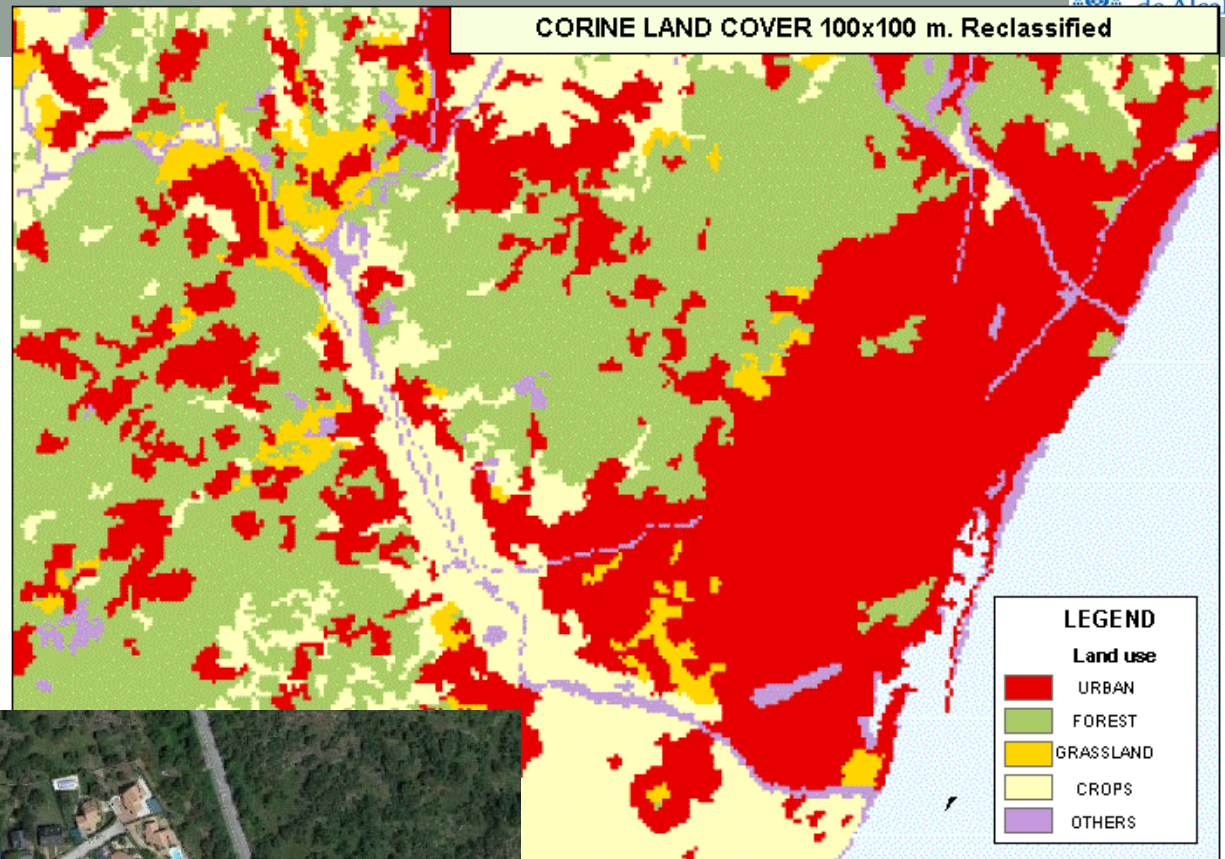 CORINE LAND COVER 100x100 m. Reclassified
LEGEND
Land use
URBAN
FOREST
GRASSLAND
CROPS
OTHERS